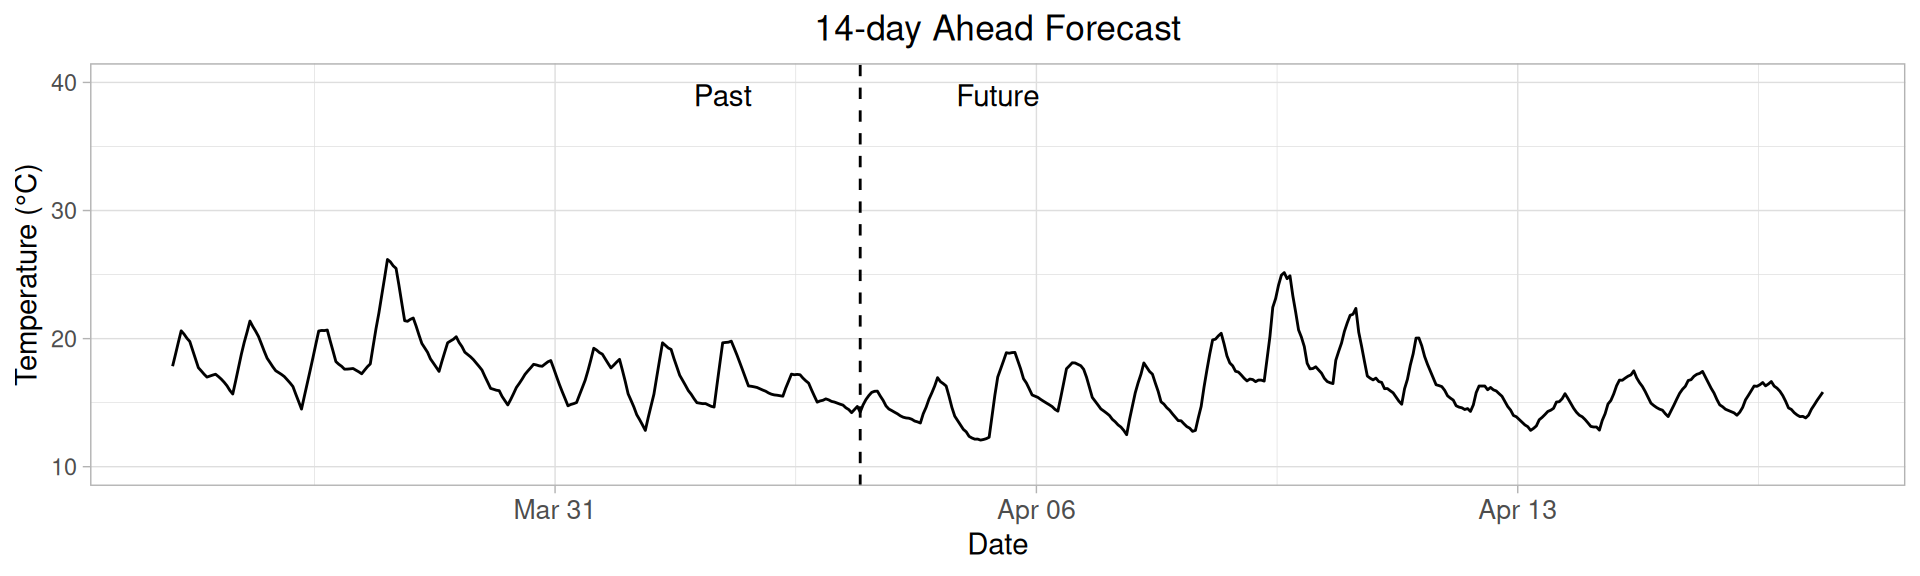 14-day Ahead Forecast
Past
Future
Temperature (°C)
40
30
20
10
Mar 31
Apr 06
Apr 13
Date